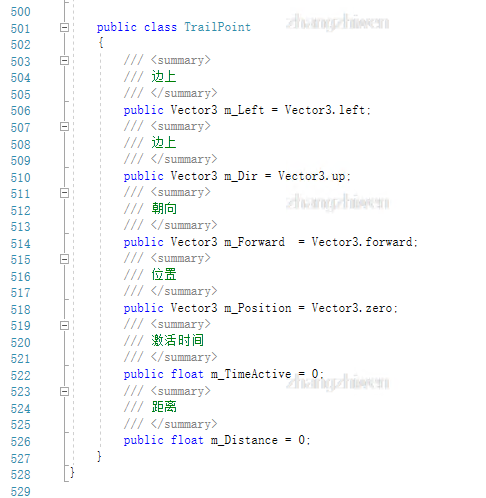 500
501 public class TrailPoint
502 {
503 /// <summary>
504 /// 边上
505 /// </summary>
506 public Vector3 m_Left = Vector3.left;
507 /// <summary>
508 /// 边上
509 /// </summary>
510 public Vector3 m_Dir = Vector3.up;
511 /// <summary>
512 /// 朝向
513 /// </summary>
514 public Vector3 m_Forward  = Vector3.forward;
515 /// <summary>
516 /// 位置
517 /// </summary>
518 public Vector3 m_Position = Vector3.zero;
519 /// <summary>
520 /// 激活时间
521 /// </summary>
522 public float m_TimeActive = 0;
523 /// <summary>
524 /// 距离
525 /// </summary>
526 public float m_Distance = 0;
527 }
528 }
529
zhangzhiwen
zhangzhiwen
zhangzhiwen